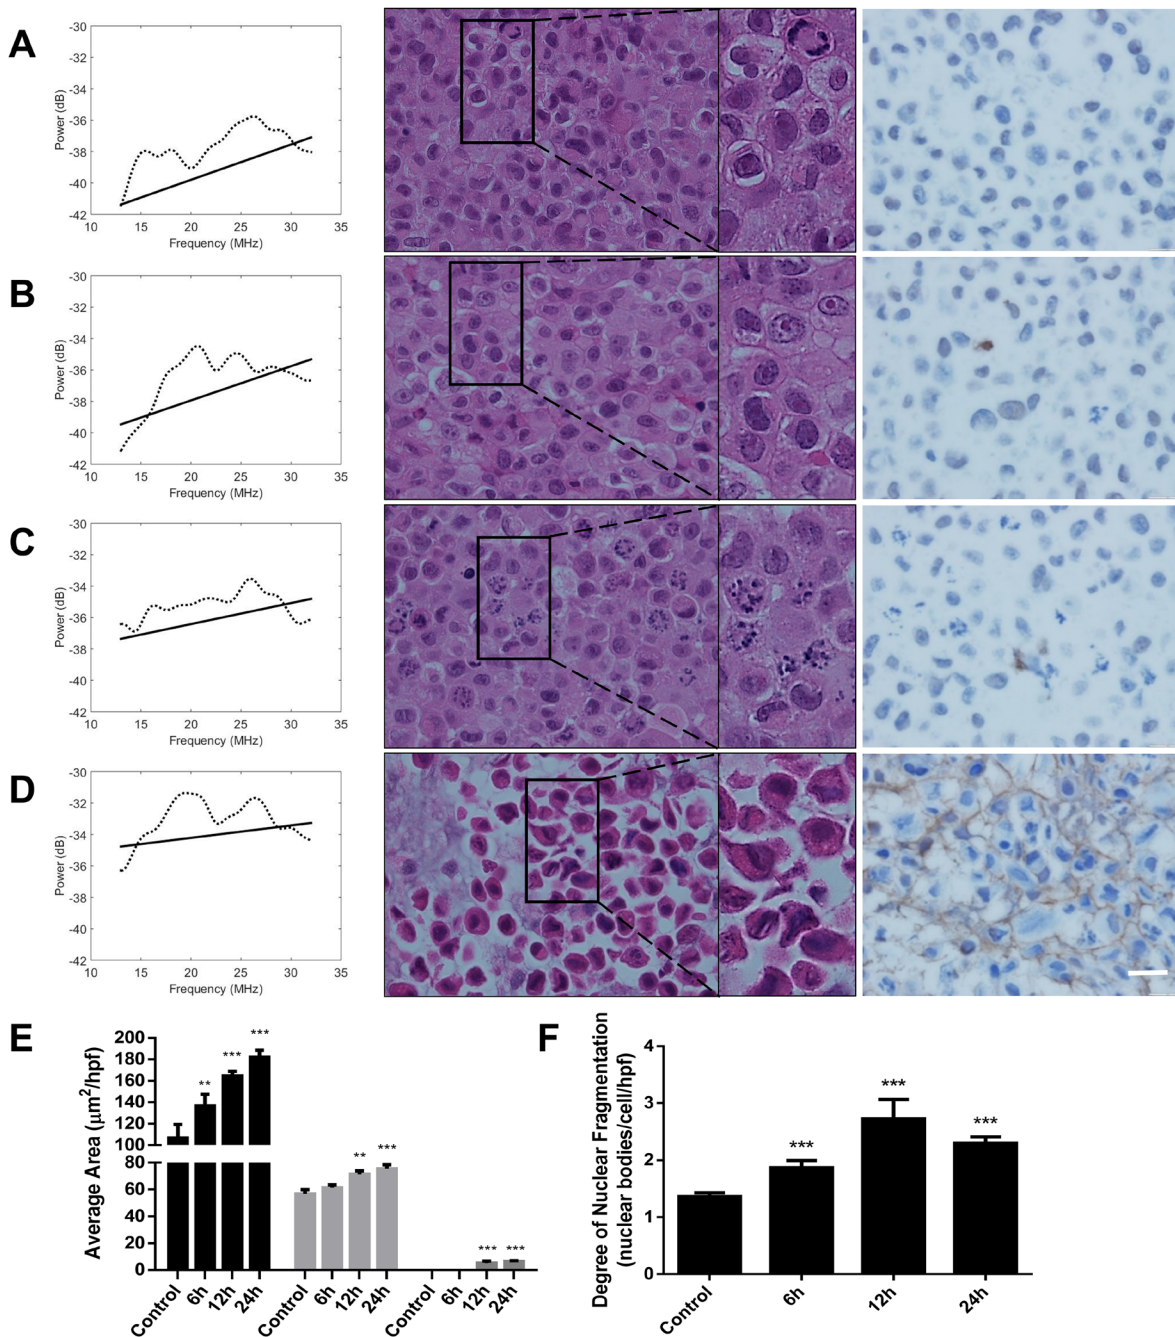 A
-30
-32
-34
-36
-38
-40
-42
Power (dB)
10 15 20 25 30 35
Frequency (MHz)
B
-30
-32
-34
-36
-38
-40
-42
Power (dB)
10 15 20 25 30 35
Frequency (MHz)
C
-30
-32
-34
-36
-38
-40
-42
Power (dB)
10 15 20 25 30 35
Frequency (MHz)
D
-30
-32
-34
-36
-38
-40
-42
Power (dB)
10 15 20 25 30 35
Frequency (MHz)
E
Average Area (μm²/hpf)
200
180
160
140
120
100
80
60
40
20
0
** *** ***
** ***
*** ***
Control 6h 12h 24h Control 6h 12h 24h Control 6h 12h 24h
F
Degree of Nuclear Fragmentation
(nuclear bodies/cell/hpf)
4
3
2
1
0
*** *** ***
Control 6h 12h 24h